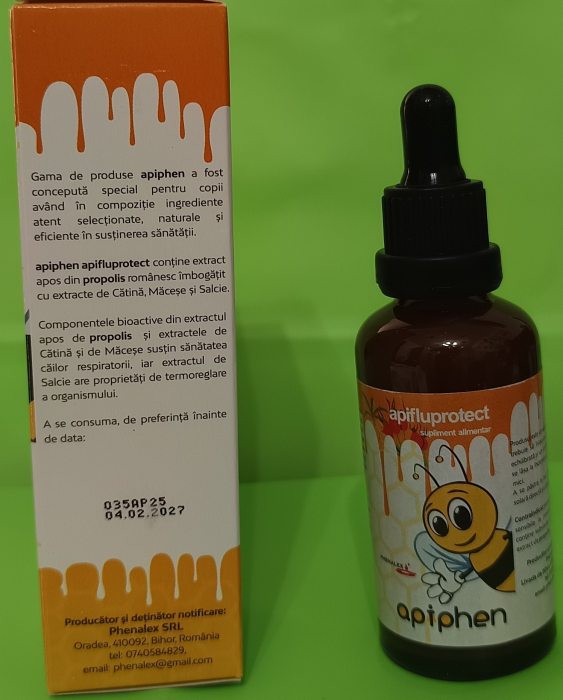 Gama de produse apiphen a fost
concepută special pentru copii
având în compoziție ingrediente
atent selecționate, naturale și
eficiente în susținerea sănătății.
apiphen apifluprotect conține extract
apos din propolis românesc îmbogățit
cu extracte de Cătină, Măceșe și Salcie.
Componentele bioactive din extractul
apos de propolis și extractele de
Cătină și de Măceșe susțin sănătatea
căilor respiratorii, iar extractul de
Salcie are proprietăți de termoreglare
a organismului.
A se consuma, de preferință înainte
de data:
035AP25
04.02.2027
Producător și deținător notificare:
Phenalex SRL
Oradea, 410092, Bihor, România
tel: 0740584829,
email: phenalex@gmail.com
apifluprotect
supliment alimentar
PHENALEX
apiphen